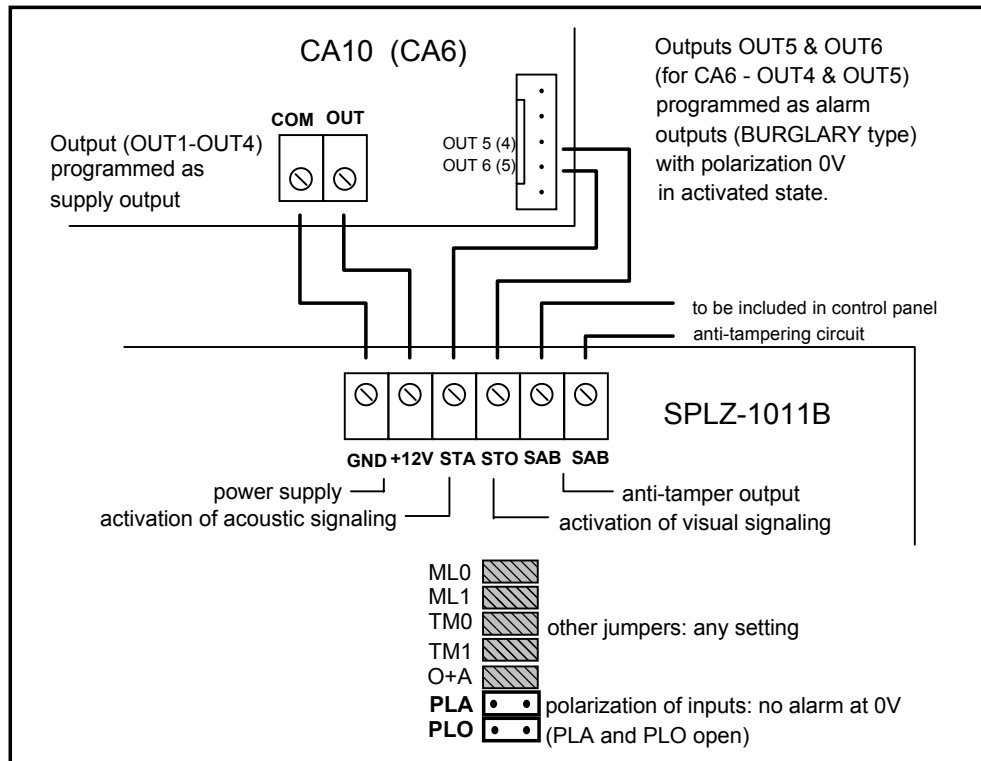 CA10 (CA6)
Outputs OUT5 & OUT6
(for CA6 - OUT4 & OUT5)
programmed as alarm
outputs (BURGLARY type)
with polarization 0V
in activated state.
COM OUT
Output (OUT1-OUT4)
programmed as
supply output
OUT 5 (4)
OUT 6 (5)
to be included in control panel
anti-tampering circuit
SPLZ-1011B
GND +12V STA STO SAB SAB
power supply
anti-tamper output
activation of acoustic signaling
activation of visual signaling
ML0
ML1
TM0
other jumpers: any setting
TM1
O+A
PLA
polarization of inputs: no alarm at 0V
PLO
(PLA and PLO open)